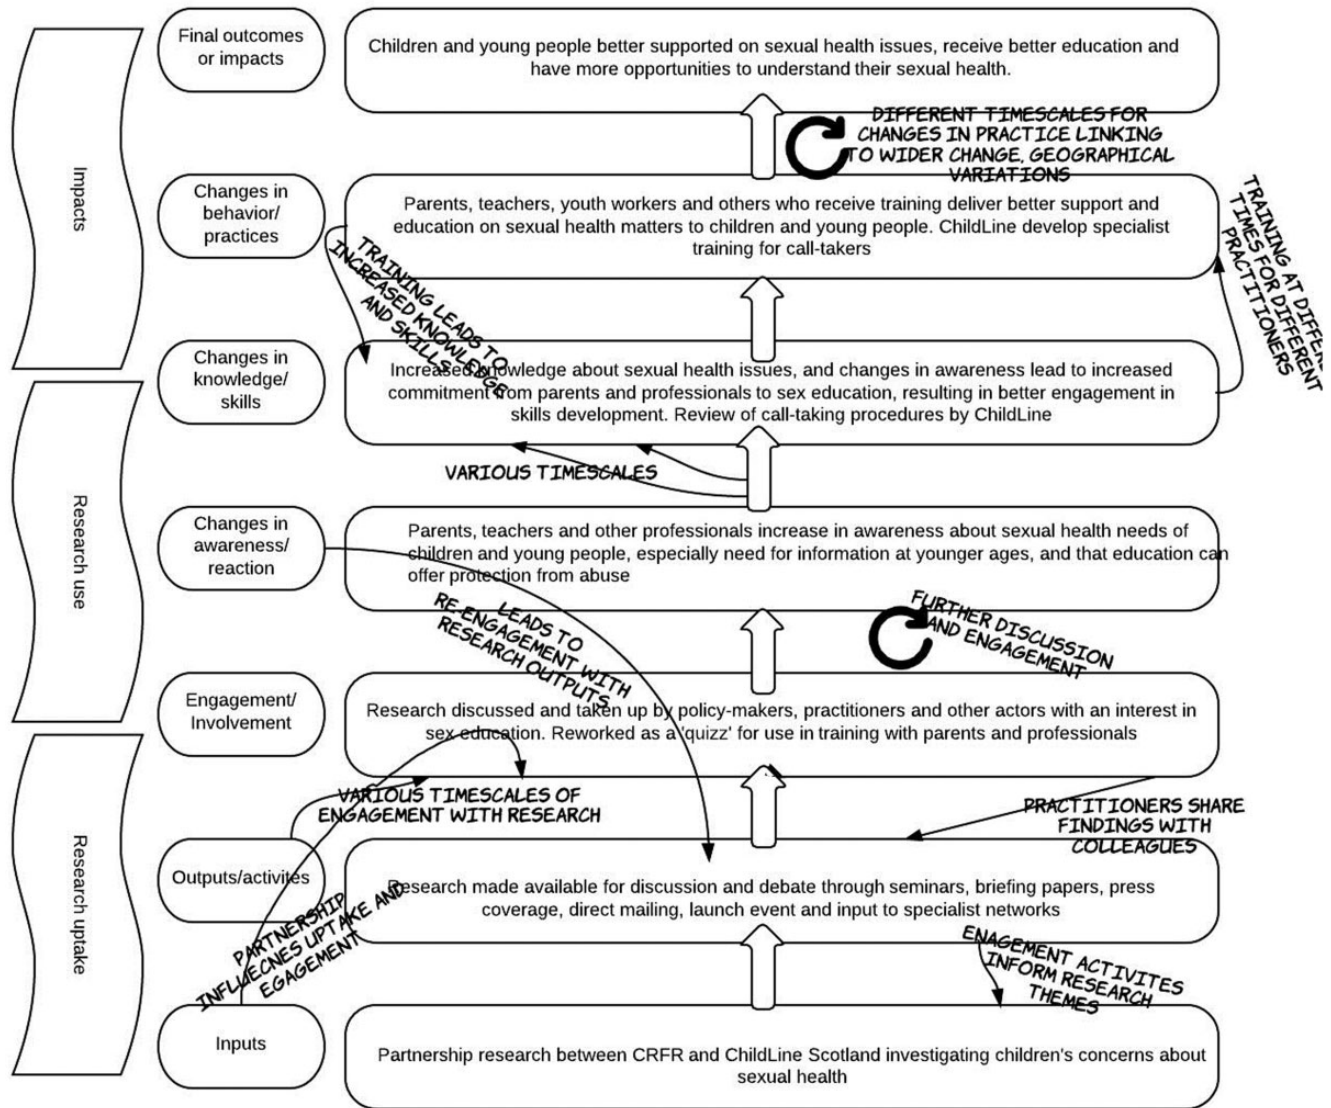 Final outcomes
or impacts
Children and young people better supported on sexual health issues, receive better education and
have more opportunities to understand their sexual health.
DIFFERENT TIMESCALES FOR
CHANGES IN PRACTICE LINKING
TO WIDER CHANGE, GEOGRAPHICAL
VARIATIONS
Impacts
Changes in
behavior/
practices
Parents, teachers, youth workers and others who receive training deliver better support and
education on sexual health matters to children and young people. ChildLine develop specialist
training for call-takers
TRAINING AT DIFFER
TIMES FOR DIFFERENT
PRACTITIONERS
TRAINING LEADS TO
INCREASED KNOWLEDGE
AND SKILLS
Changes in
knowledge/
skills
Increased knowledge about sexual health issues, and changes in awareness lead to increased
commitment from parents and professionals to sex education, resulting in better engagement in
skills development. Review of call-taking procedures by ChildLine
VARIOUS TIMESCALES
Research use
Changes in
awareness/
reaction
Parents, teachers and other professionals increase in awareness about sexual health needs of
children and young people, especially need for information at younger ages, and that education can
offer protection from abuse
LEADS TO
RE-ENGAGEMENT WITH
RESEARCH OUTPUTS
FURTHER DISCUSSION
AND ENGAGEMENT
Engagement/
Involvement
Research discussed and taken up by policy-makers, practitioners and other actors with an interest in
sex education. Reworked as a 'quizz' for use in training with parents and professionals
VARIOUS TIMESCALES OF
ENGAGEMENT WITH RESEARCH
PRACTITIONERS SHARE
FINDINGS WITH
COLLEAGUES
Research uptake
Outputs/activites
Research made available for discussion and debate through seminars, briefing papers, press
coverage, direct mailing, launch event and input to specialist networks
PARTNERSHIP
INFLUECNES UPTAKE AND
EGAGEMENT
ENAGEMENT ACTIVITES
INFORM RESEARCH
THEMES
Inputs
Partnership research between CRFR and ChildLine Scotland investigating children's concerns about
sexual health